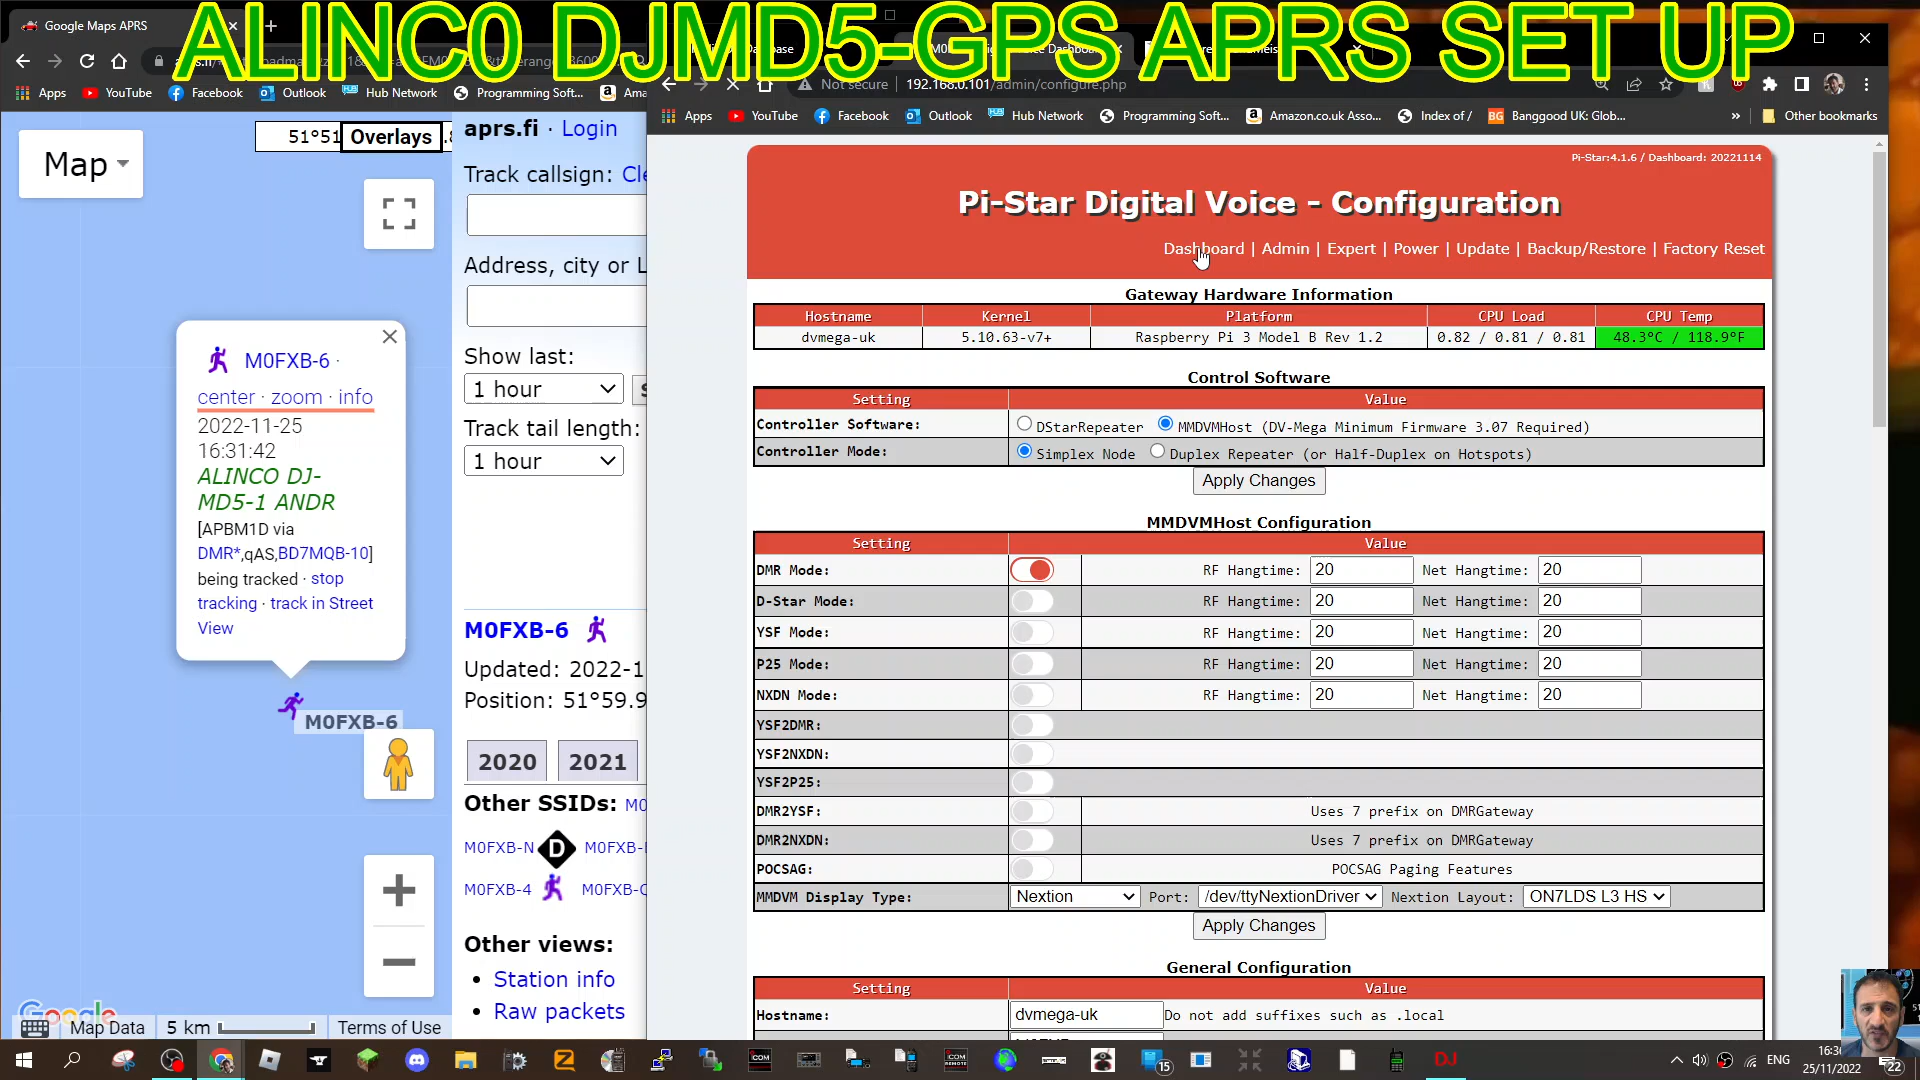 ALINCO DJMD5-GPS APRS SET UP
Google Maps APRS
Apps YouTube Facebook Outlook Hub Network Programming Soft...
Not secure 192.168.0.101/admin/configure.php
Apps YouTube Facebook Outlook Hub Network Programming Soft... Amazon.co.uk Asso... Index of / Banggood UK: Glob... » Other bookmarks
Map
51°51
Overlays
M0FXB-6 ·
center · zoom · info
2022-11-25
16:31:42
ALINCO DJ-
MD5-1 ANDR
[APBM1D via
DMR*,qAS,BD7MQB-10]
being tracked · stop
tracking · track in Street
View
M0FXB-6
Google
Map Data 5 km Terms of Use
aprs.fi · Login
Track callsign: Cle
Address, city or L
Show last:
1 hour
Track tail length:
1 hour
M0FXB-6
Updated: 2022-1
Position: 51°59.9
2020 2021
Other SSIDs: M0
M0FXB-N D M0FXB-
M0FXB-4 M0FXB-
Other views:
• Station info
• Raw packets
Pi-Star:4.1.6 / Dashboard: 20221114
Pi-Star Digital Voice - Configuration
Dashboard | Admin | Expert | Power | Update | Backup/Restore | Factory Reset
Gateway Hardware Information
Hostname Kernel Platform CPU Load CPU Temp
dvmega-uk 5.10.63-v7+ Raspberry Pi 3 Model B Rev 1.2 0.82 / 0.81 / 0.81 48.3°C / 118.9°F
Control Software
Setting Value
Controller Software: DStarRepeater MMDVMHost (DV-Mega Minimum Firmware 3.07 Required)
Controller Mode: Simplex Node Duplex Repeater (or Half-Duplex on Hotspots)
Apply Changes
MMDVMHost Configuration
Setting Value
DMR Mode: RF Hangtime: 20 Net Hangtime: 20
D-Star Mode: RF Hangtime: 20 Net Hangtime: 20
YSF Mode: RF Hangtime: 20 Net Hangtime: 20
P25 Mode: RF Hangtime: 20 Net Hangtime: 20
NXDN Mode: RF Hangtime: 20 Net Hangtime: 20
YSF2DMR:
YSF2NXDN:
YSF2P25:
DMR2YSF: Uses 7 prefix on DMRGateway
DMR2NXDN: Uses 7 prefix on DMRGateway
POCSAG: POCSAG Paging Features
MMDVM Display Type: Nextion Port: /dev/ttyNextionDriver Nextion Layout: ON7LDS L3 HS
Apply Changes
General Configuration
Setting Value
Hostname: dvmega-uk Do not add suffixes such as .local
ENG
25/11/2022
15
22
DJ